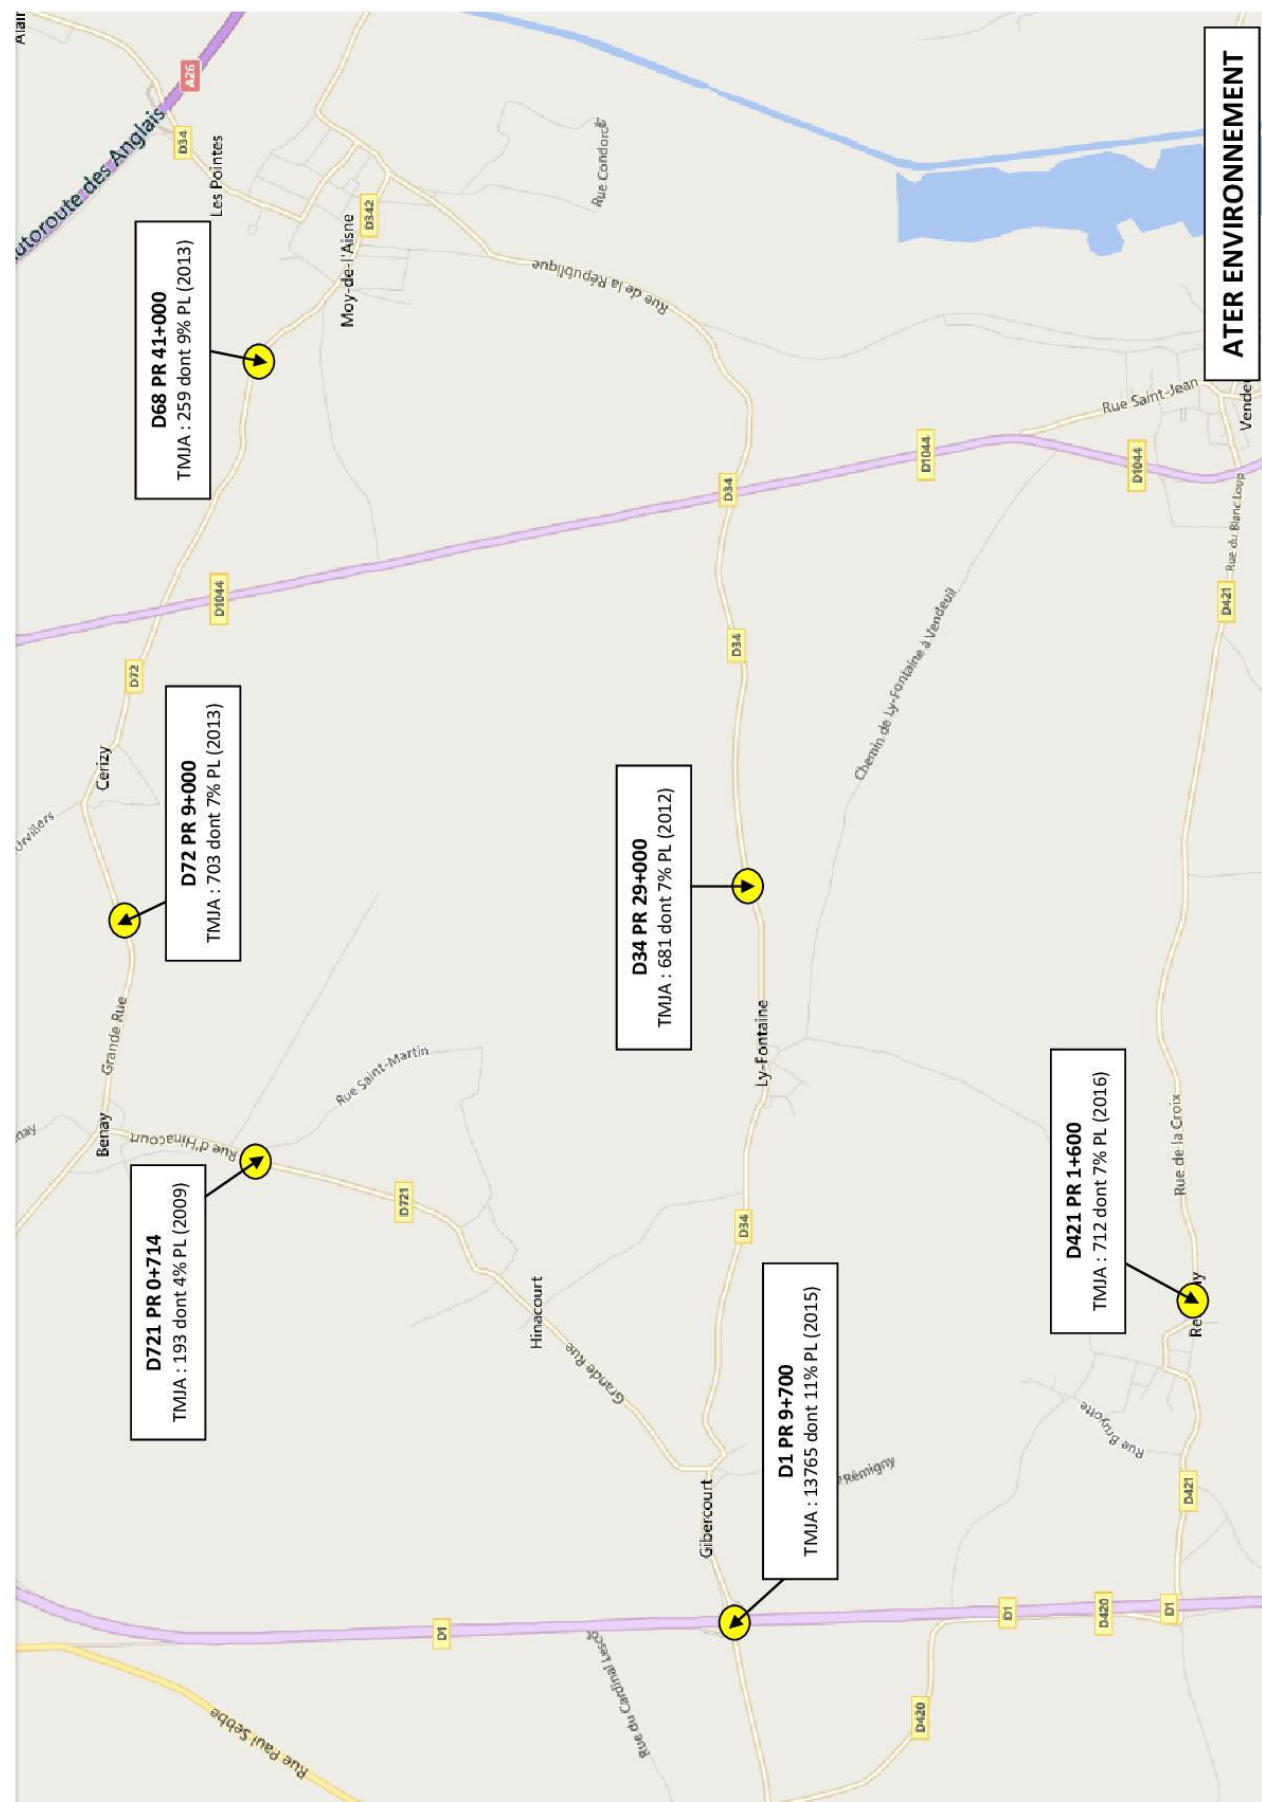 Autoroute des Anglais
A26
D34
Les Pointes
Moy-de-l'Aisne
D342
Rue Condorc
Rue de la République
D68 PR 41+000
TMJA : 259 dont 9% PL (2013)
D1044
D72
Cerizy
Urvillers
D72 PR 9+000
TMJA : 703 dont 7% PL (2013)
Grande Rue
Benay
Rue d'Hinacourt
Rue Saint-Martin
D721 PR 0+714
TMJA : 193 dont 4% PL (2009)
D721
Hinacourt
Grande Rue
D34
D34
D34 PR 29+000
TMJA : 681 dont 7% PL (2012)
Ly-Fontaine
D34
Gibercourt
D1 PR 9+700
TMJA : 13765 dont 11% PL (2015)
Rémigny
D1
Rue Paul Sebbe
Rue du Cardinal Lesco
D1044
D1044
Rue Saint-Jean
Chemin de Ly-Fontaine à Vendeuil
ATER ENVIRONNEMENT
Vende
Rue du Blanc Loup
D421
Rue de la Croix
D421 PR 1+600
TMJA : 712 dont 7% PL (2016)
Re
Rue Bruyotte
D421
D1
D420
D1
D420